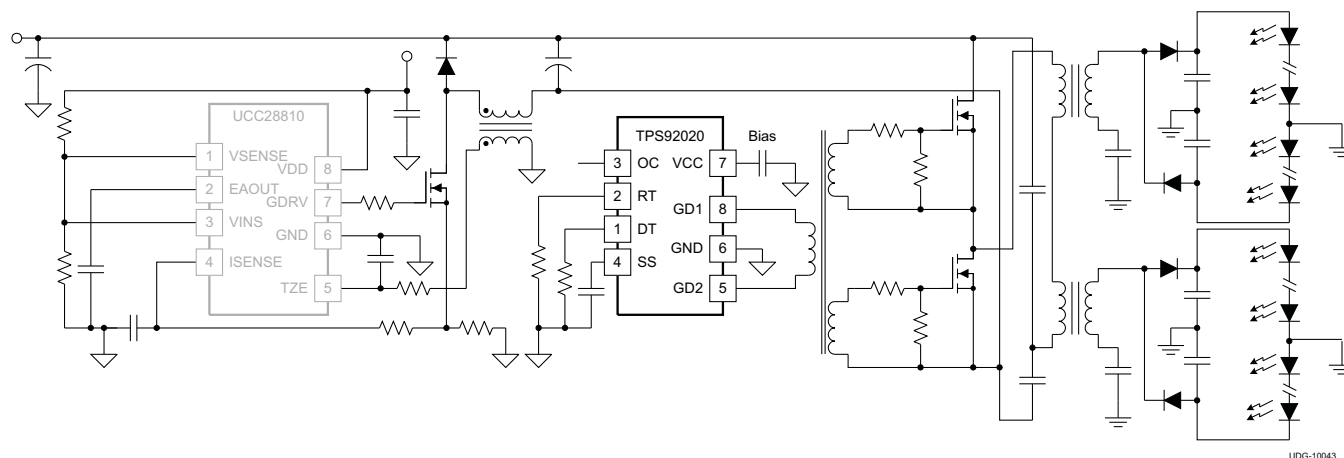 UCC28810
1 VSENSE
VDD 8
2 EAOUT
GDRV 7
3 VINS
GND 6
4 ISENSE
TZE 5
TPS92020
Bias
3 OC VCC 7
2 RT
GD1 8
1 DT
GND 6
4 SS
GD2 5
UDG-10043